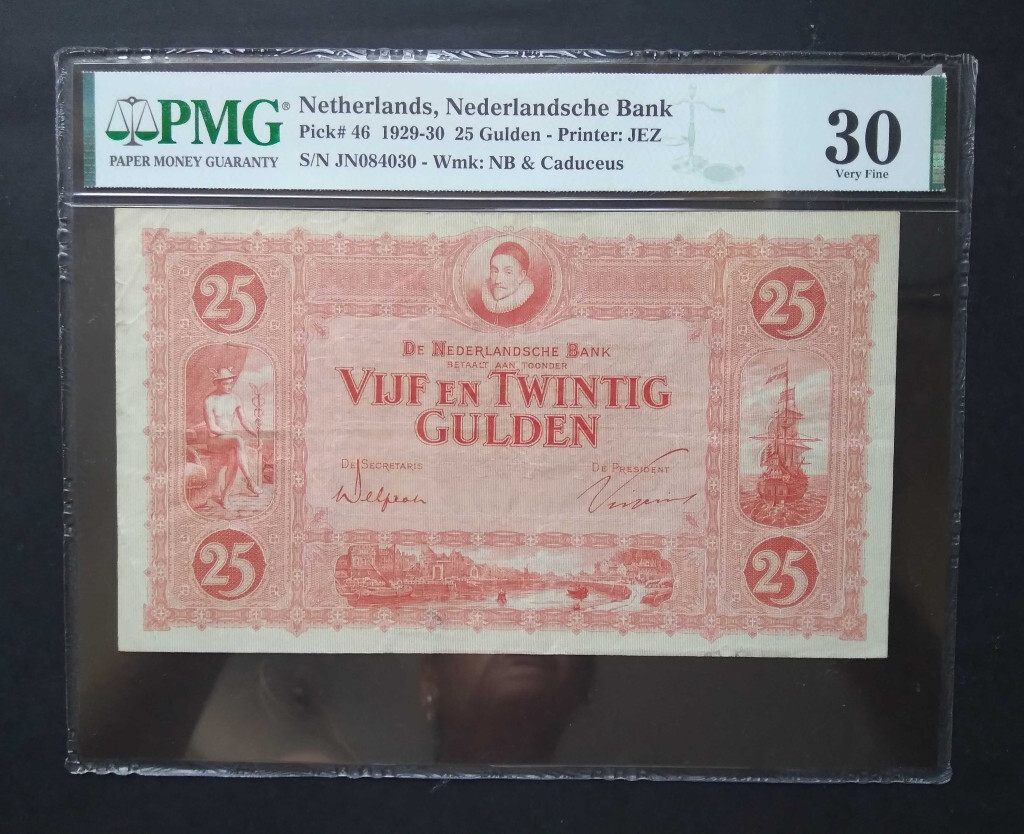 PMG®
PAPER MONEY GUARANTY
Netherlands, Nederlandsche Bank
Pick# 46 1929-30 25 Gulden - Printer: JEZ
S/N JN084030 - Wmk: NB & Caduceus
30
Very Fine
25
25
DE NEDERLANDSCHE BANK
BETAALT AAN TOONDER
VIJF EN TWINTIG
GULDEN
DE SECRETARIS
DE PRESIDENT
25
25